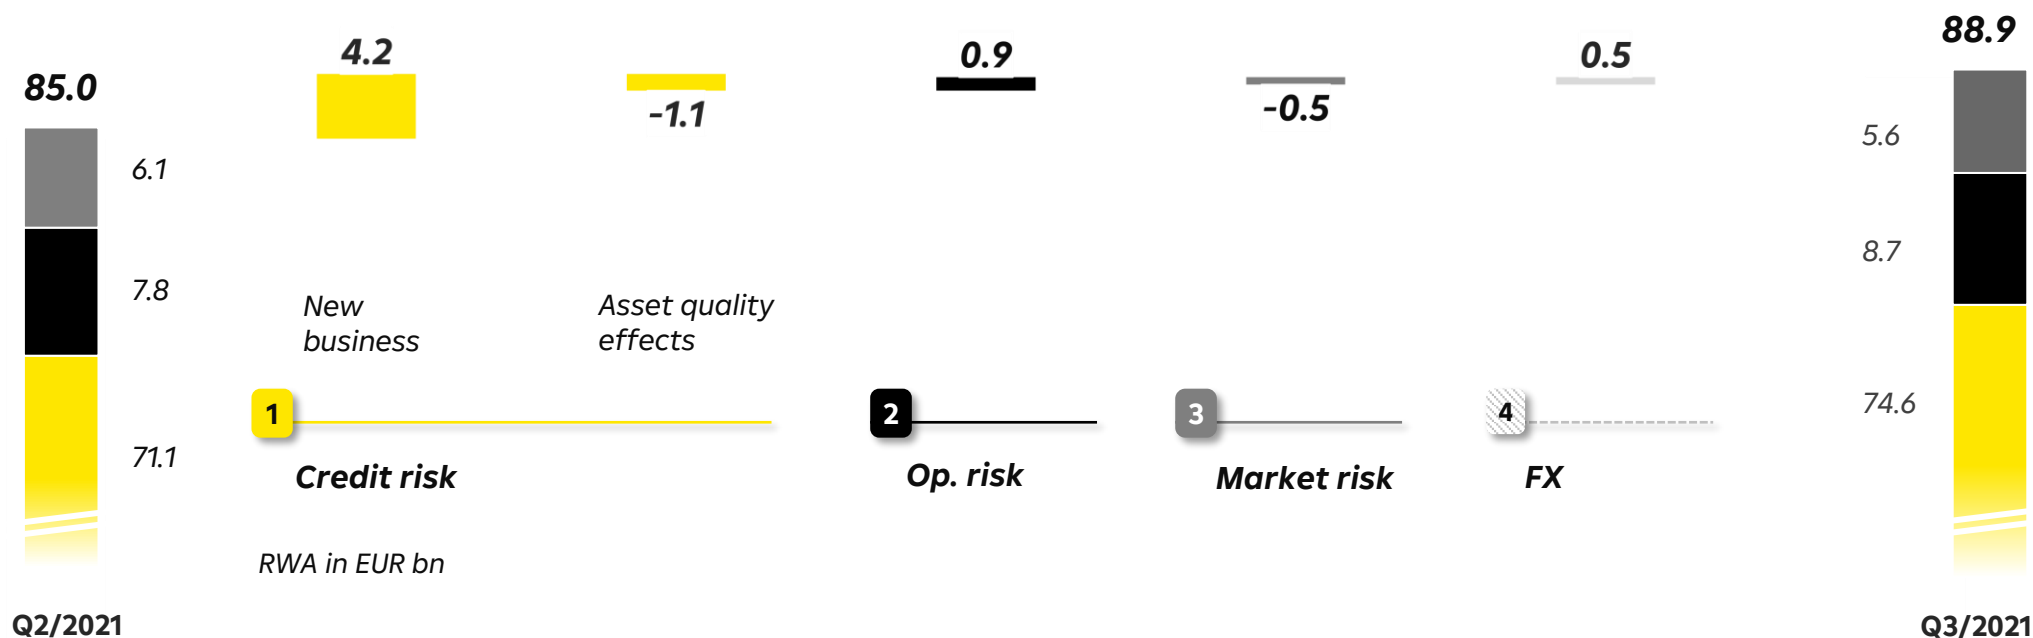 85.0
6.1
7.8
71.1
Q2/2021
4.2
-1.1
0.9
-0.5
0.5
New
business
Asset quality
effects
1
Credit risk
2
Op. risk
3
Market risk
4
FX
RWA in EUR bn
88.9
5.6
8.7
74.6
Q3/2021